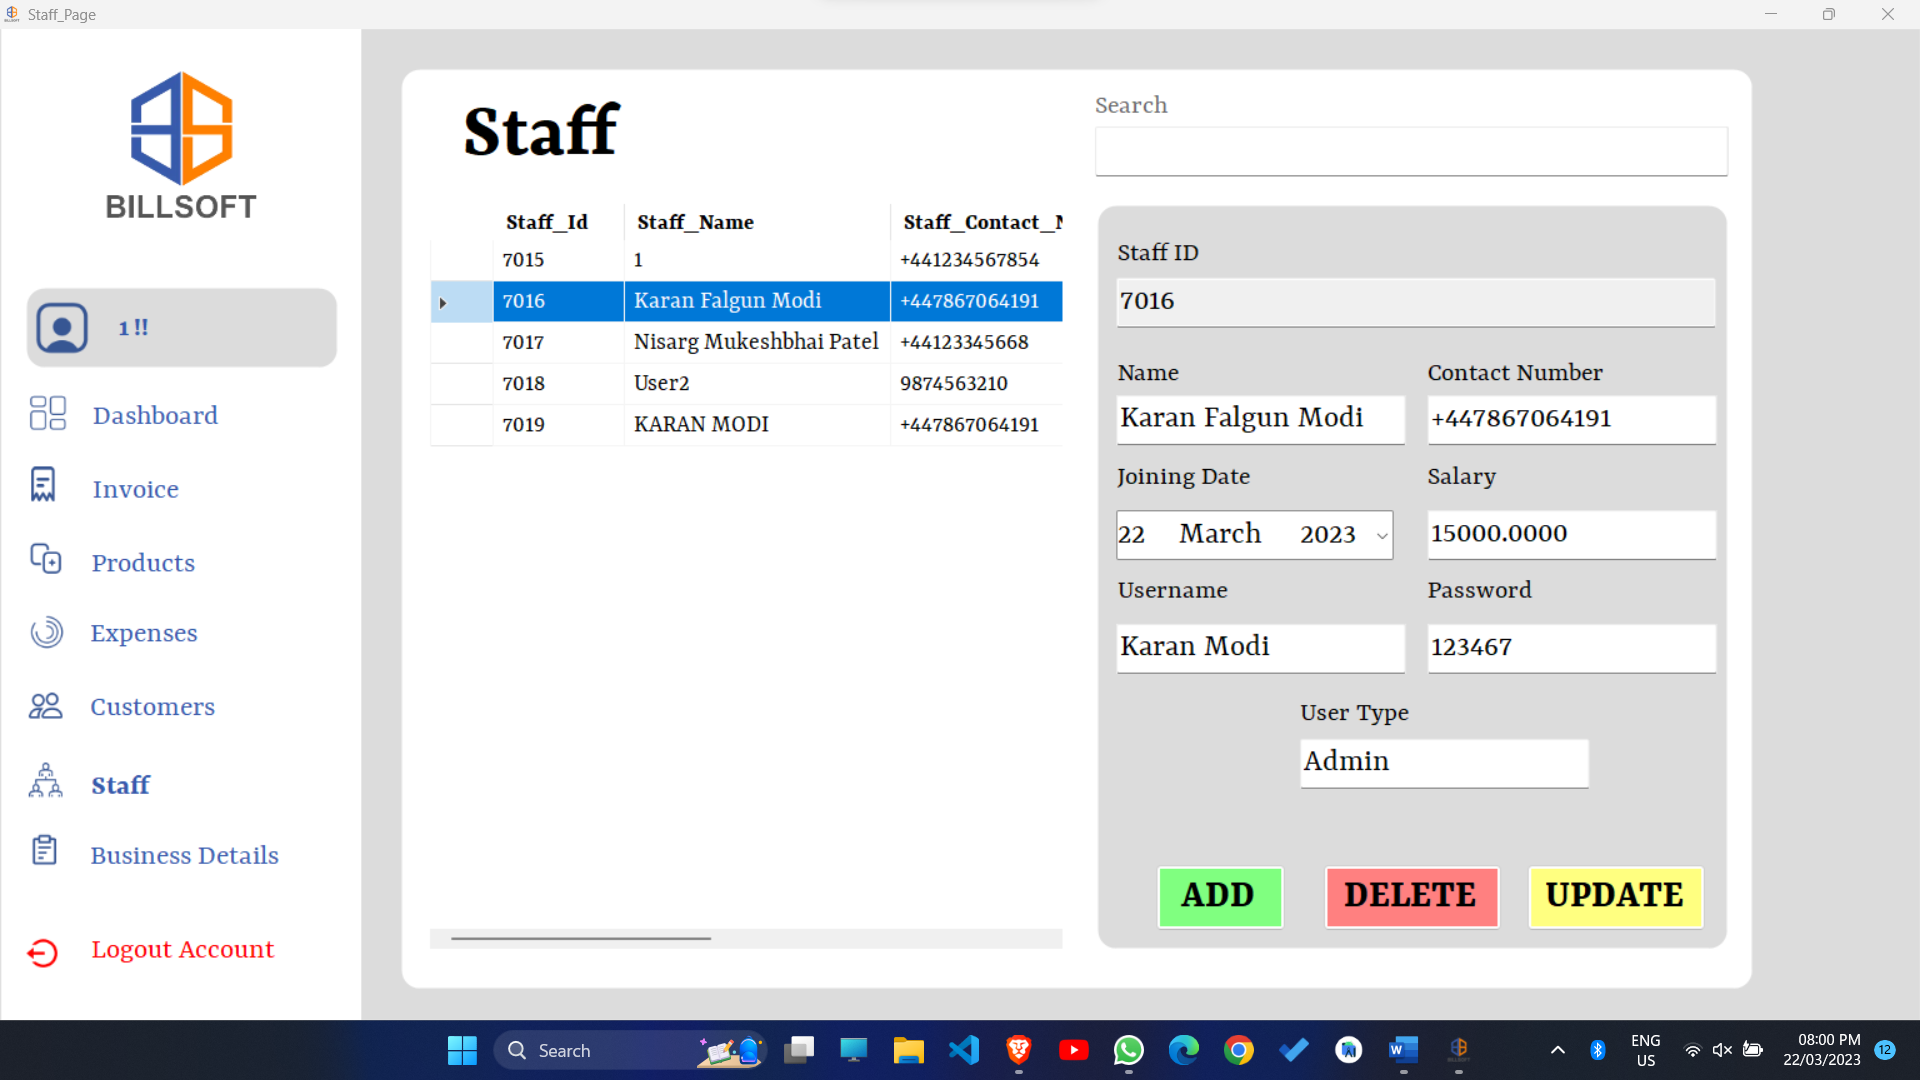 Staff_Page
BILLSOFT
1 !!
Dashboard
Invoice
Products
Expenses
Customers
Staff
Business Details
Logout Account
Staff
Staff_Id Staff_Name Staff_Contact_N
7015 1 +441234567854
7016 Karan Falgun Modi +447867064191
7017 Nisarg Mukeshbhai Patel +44123345668
7018 User2 9874563210
7019 KARAN MODI +447867064191
Search
Staff ID
7016
Name Contact Number
Karan Falgun Modi +447867064191
Joining Date Salary
22 March 2023 15000.0000
Username Password
Karan Modi 123467
User Type
Admin
ADD DELETE UPDATE
Search
ENG
US
08:00 PM
22/03/2023
12